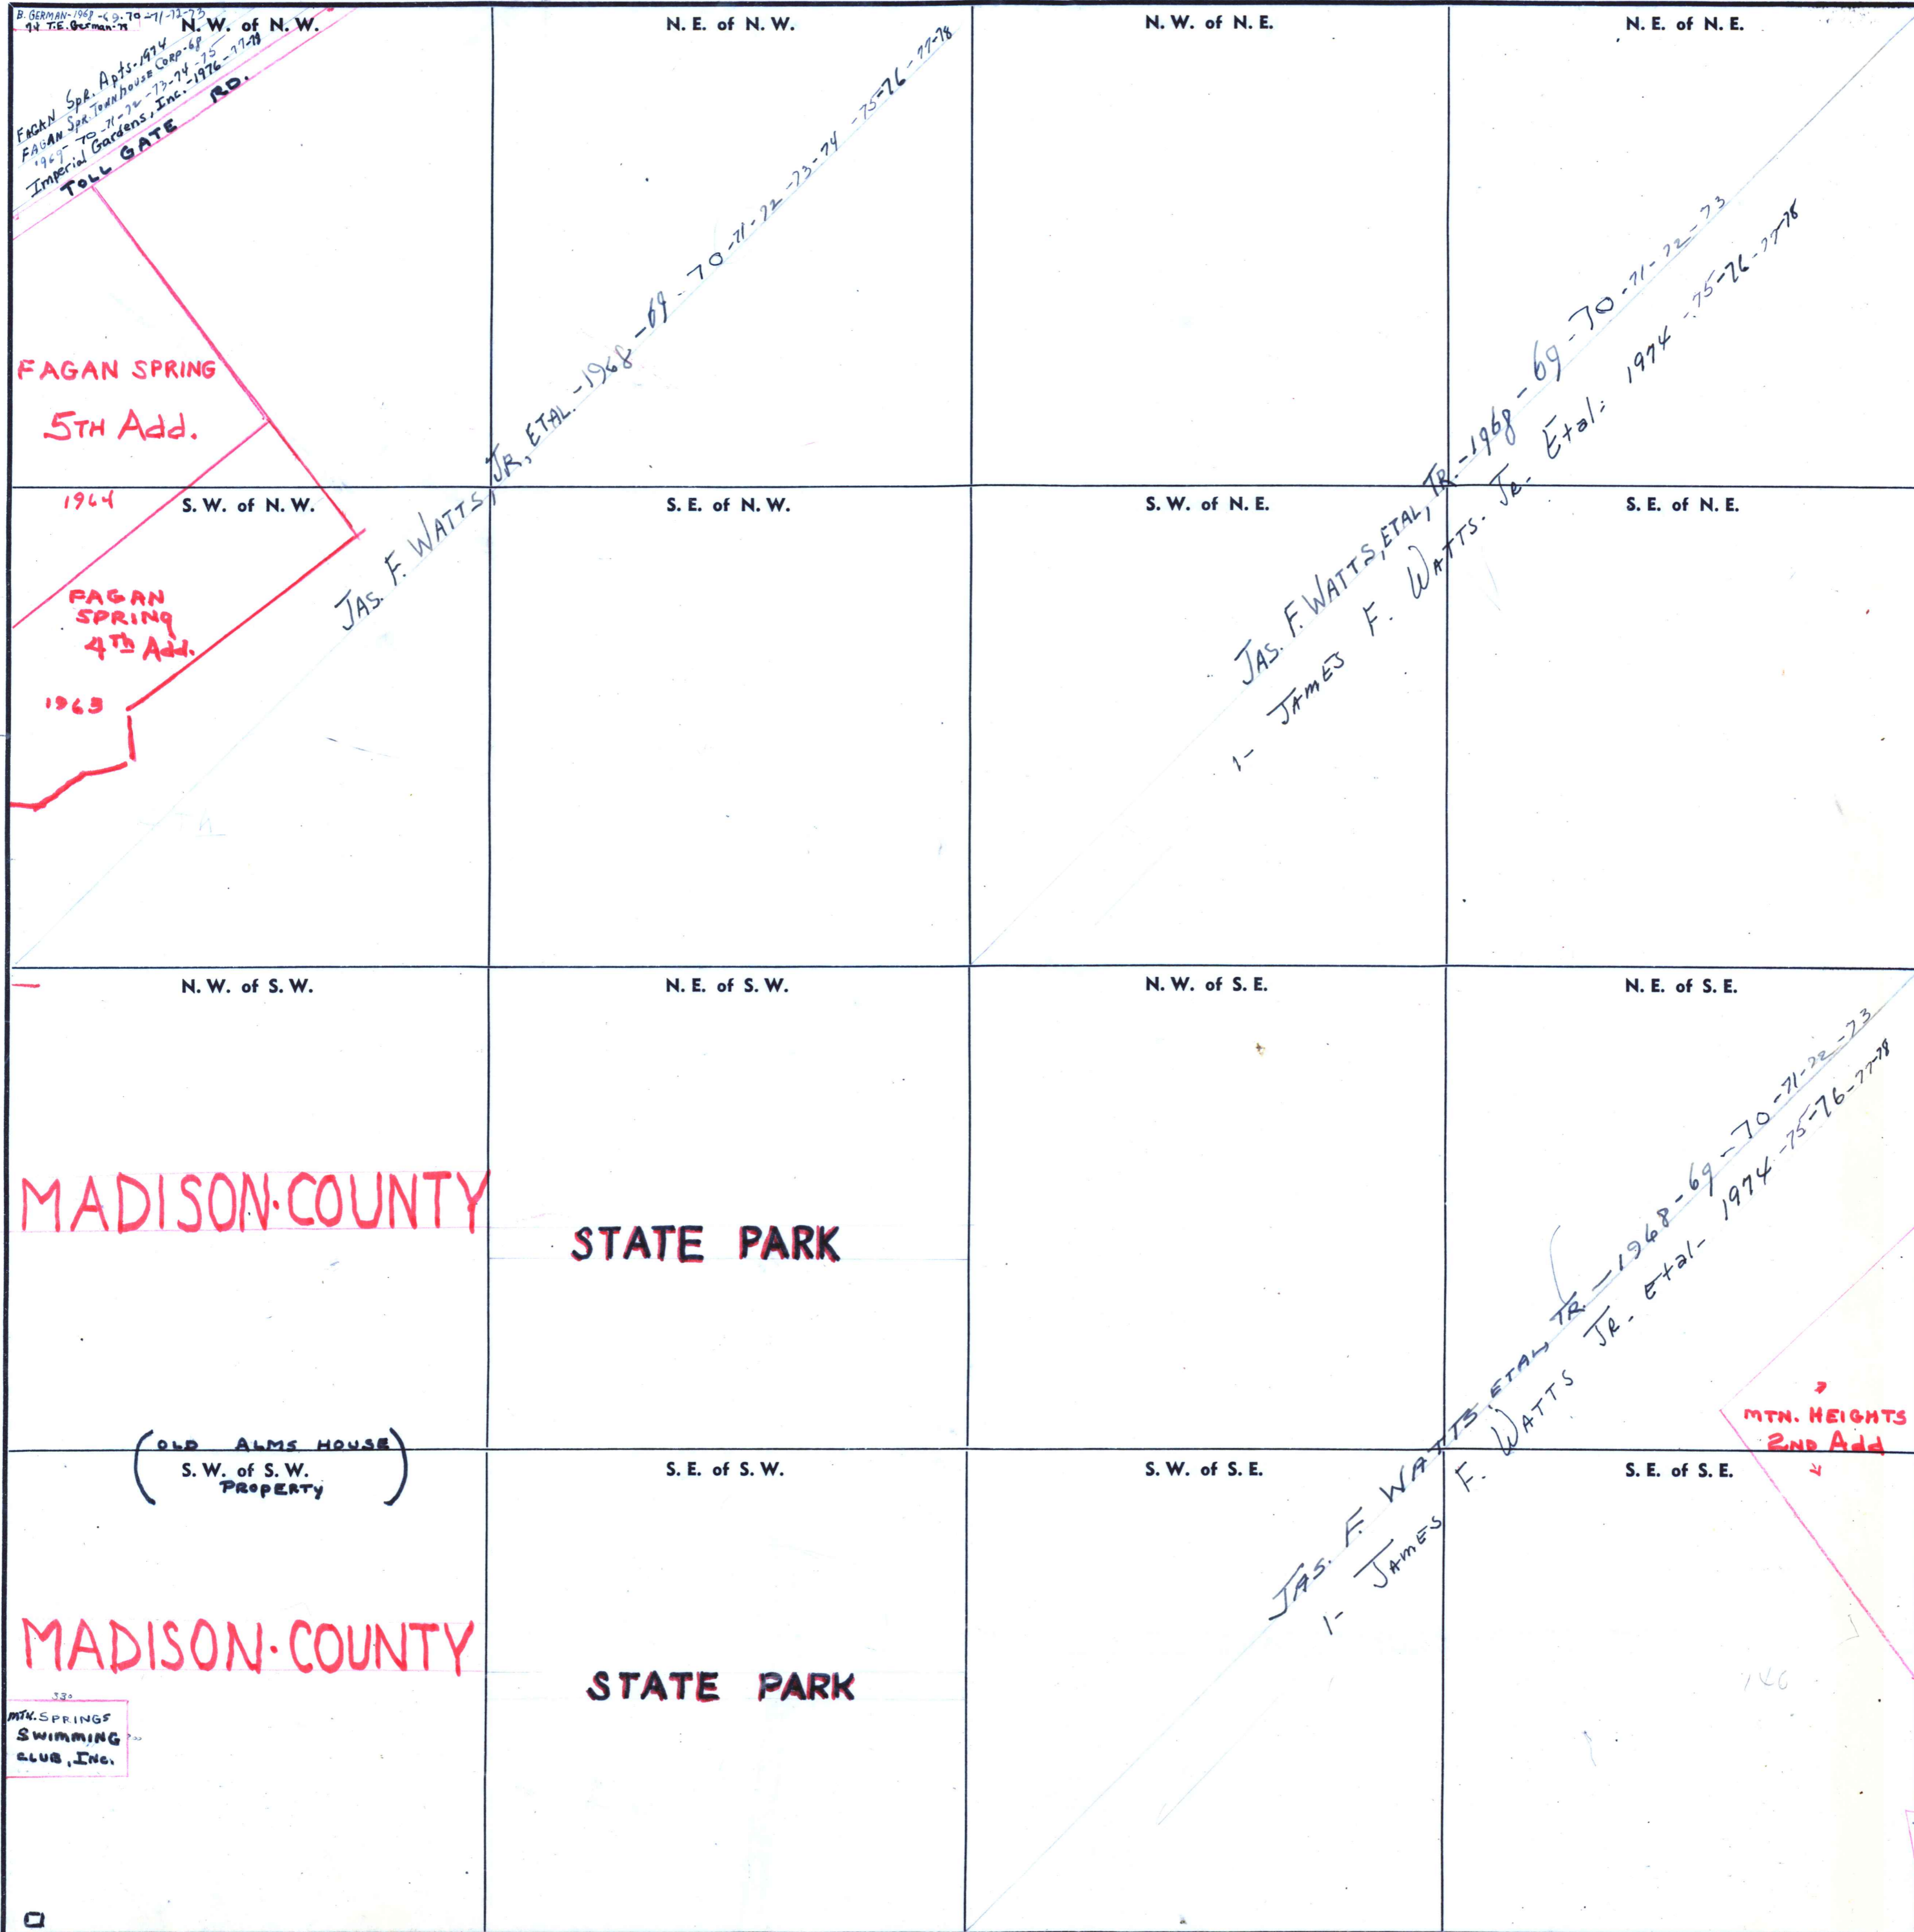 B. GERMAN-1968-69-70-71-72-73
74 T.E. German-75
N. W. of N. W.
N. E. of N. W.
N. W. of N. E.
N. E. of N. E.
FAGAN SPR. Apts-1974
FAGAN SPR. TOWNHOUSE CORP-68
1969-70-71-72-73-74-75
Imperial Gardens, Inc.-1976-77-78
TOLL GATE RD.
FAGAN SPRING
5TH Add.
1964
JAS. F. WATTS, JR, ETAL.-1968-69-70-71-72-73-74-75-76-77-78
JAS. F. WATTS, ETAL, TR.-1968-69-70-71-72-73
1- JAMES F. WATTS. JR. Etal: 1974-75-76-77-78
S. W. of N. W.
S. E. of N. W.
S. W. of N. E.
S. E. of N. E.
FAGAN
SPRING
4Th Add.
1963
N. W. of S. W.
N. E. of S. W.
N. W. of S. E.
N. E. of S. E.
MADISON·COUNTY
STATE PARK
JAS. F. WATTS, ETAL, TR.-1968-69-70-71-72-73
1- JAMES F. WATTS JR. Etal- 1974-75-76-77-78
MTN. HEIGHTS
2ND Add
(OLD ALMS HOUSE)
S. W. of S. W.
PROPERTY
S. E. of S. W.
S. W. of S. E.
S. E. of S. E.
MADISON·COUNTY
STATE PARK
330
MTN. SPRINGS
SWIMMING
CLUB, INC.